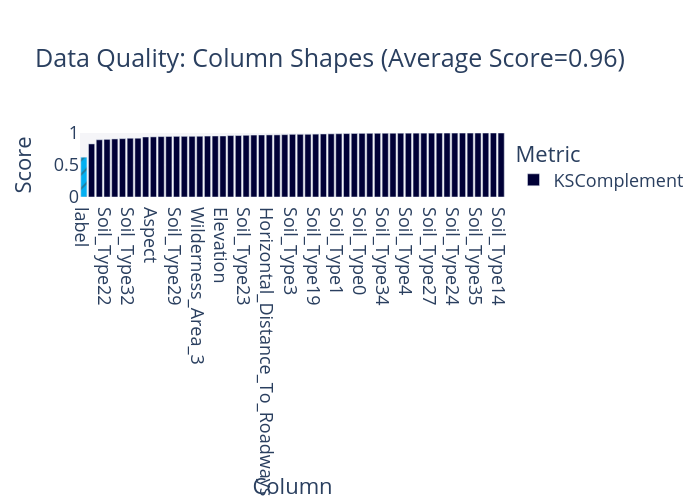 Data Quality: Column Shapes (Average Score=0.96)
Score
1
0.5
0
Metric
KSComplement
label
Soil_Type22
Soil_Type32
Aspect
Soil_Type29
Wilderness_Area_3
Elevation
Soil_Type23
Horizontal_Distance_To_Roadways
Soil_Type3
Soil_Type19
Soil_Type1
Soil_Type0
Soil_Type34
Soil_Type4
Soil_Type27
Soil_Type24
Soil_Type35
Soil_Type14
Column